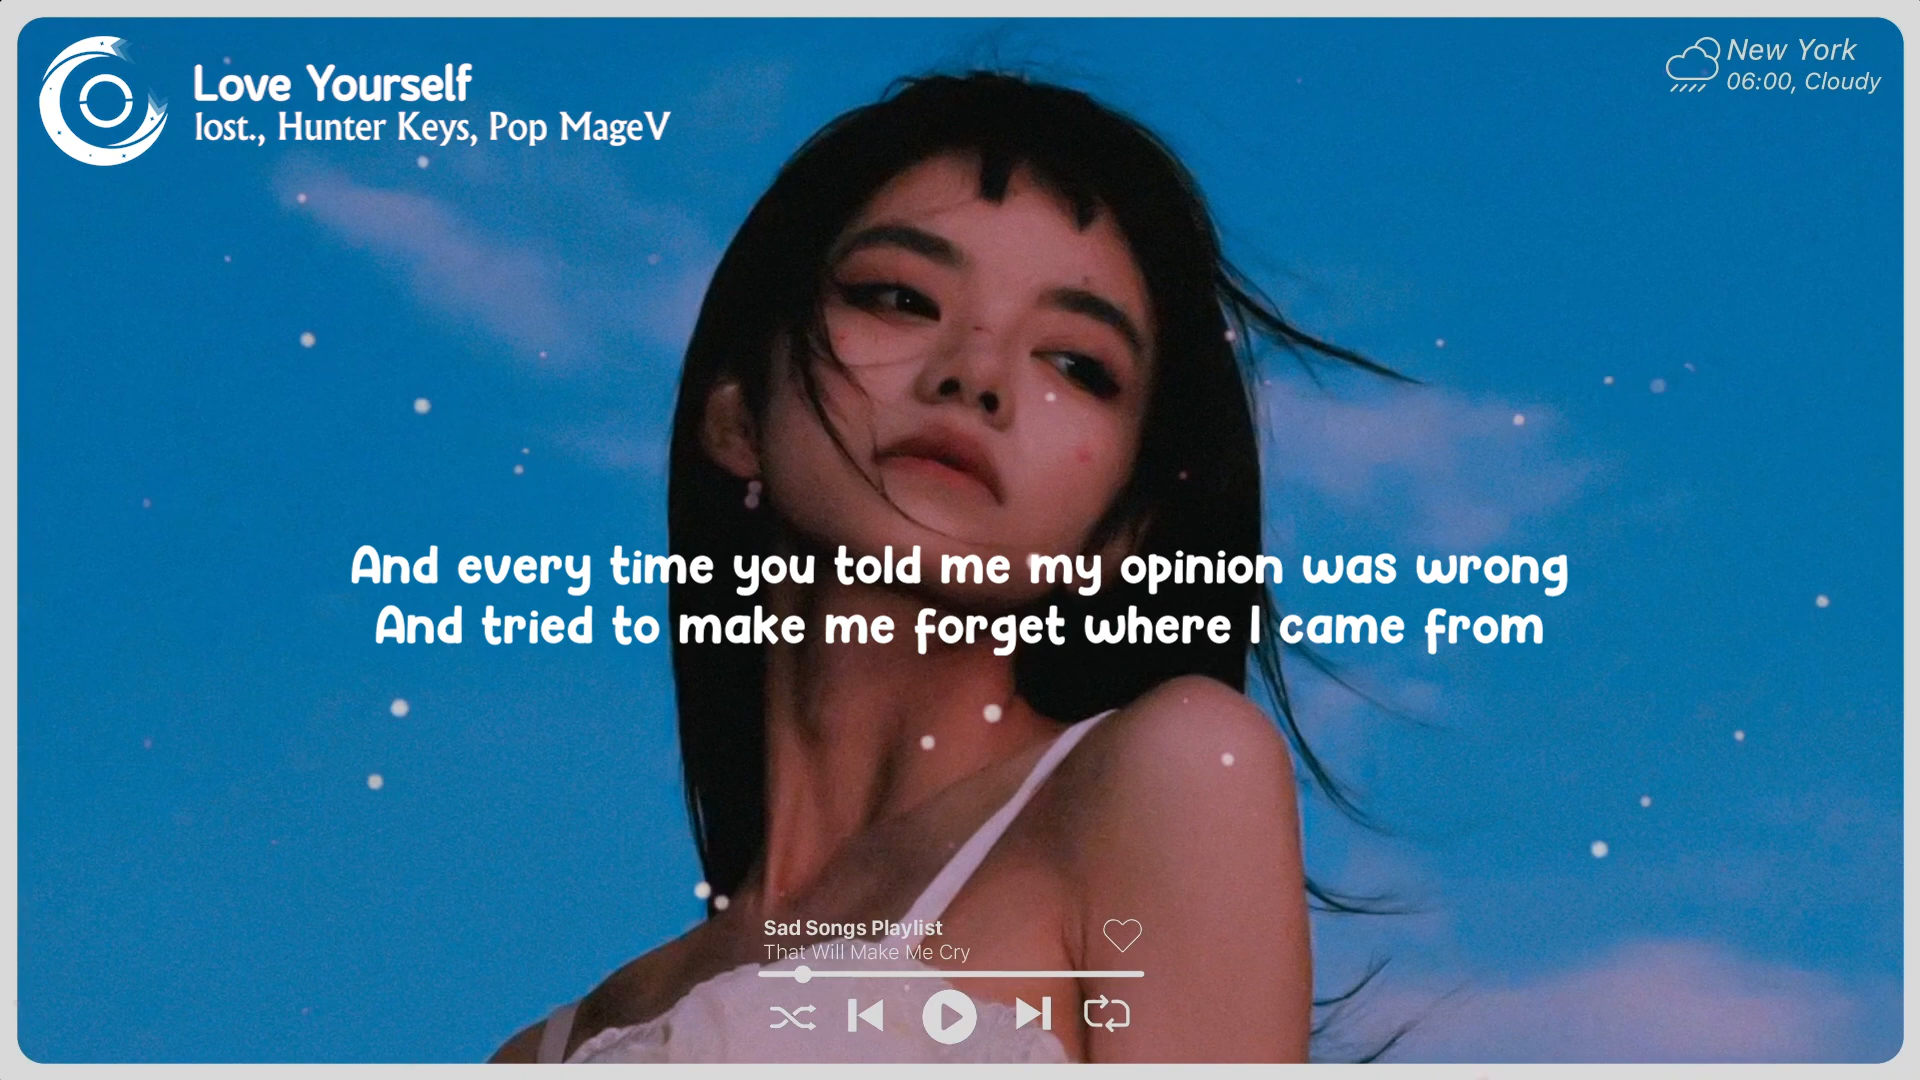 Love Yourself
lost., Hunter Keys, Pop MageV
New York
06:00, Cloudy
And every time you told me my opinion was wrong
And tried to make me forget where I came from
Sad Songs Playlist
That Will Make Me Cry